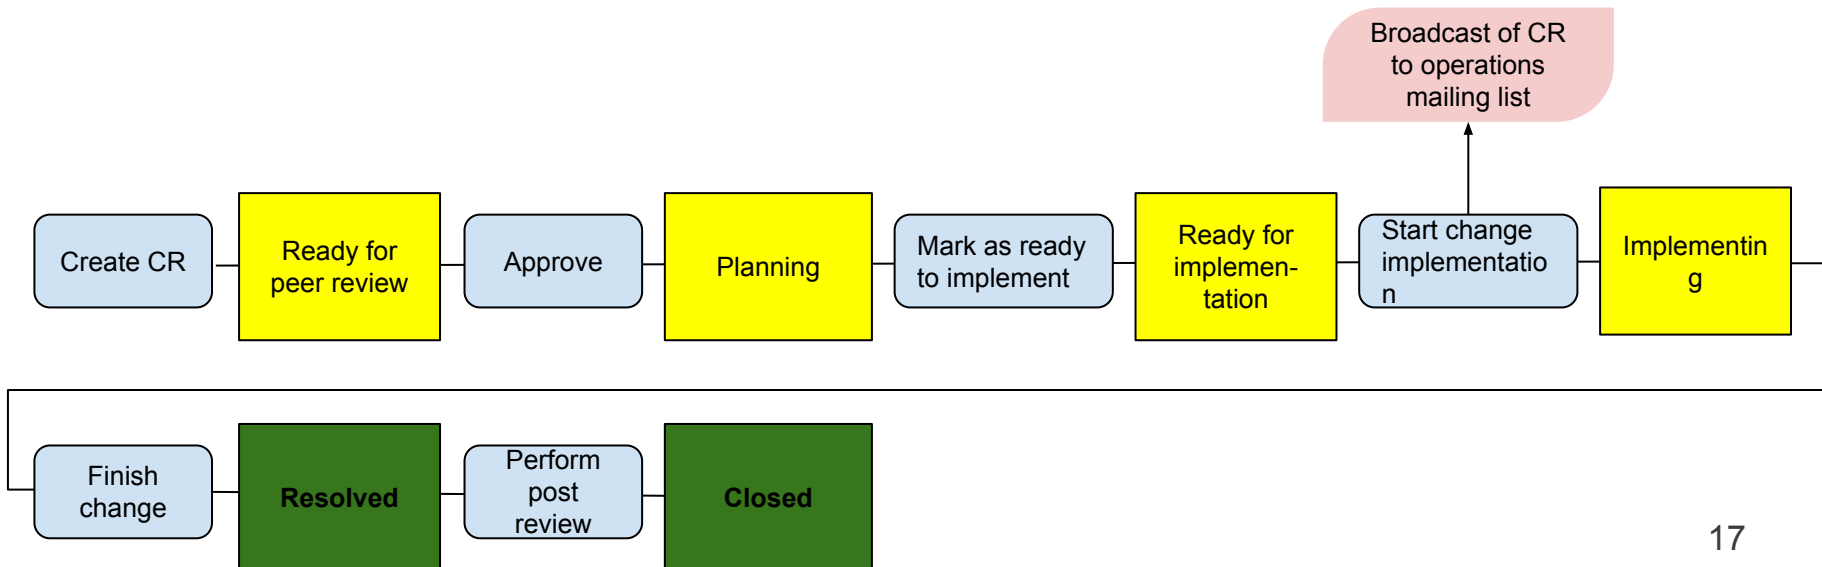 Broadcast of CR
to operations
mailing list
Create CR
Ready for
peer review
Approve
Planning
Mark as ready
to implement
Ready for
implemen-
tation
Start change
implementatio
n
Implementin
g
Finish
change
Resolved
Perform
post
review
Closed
17